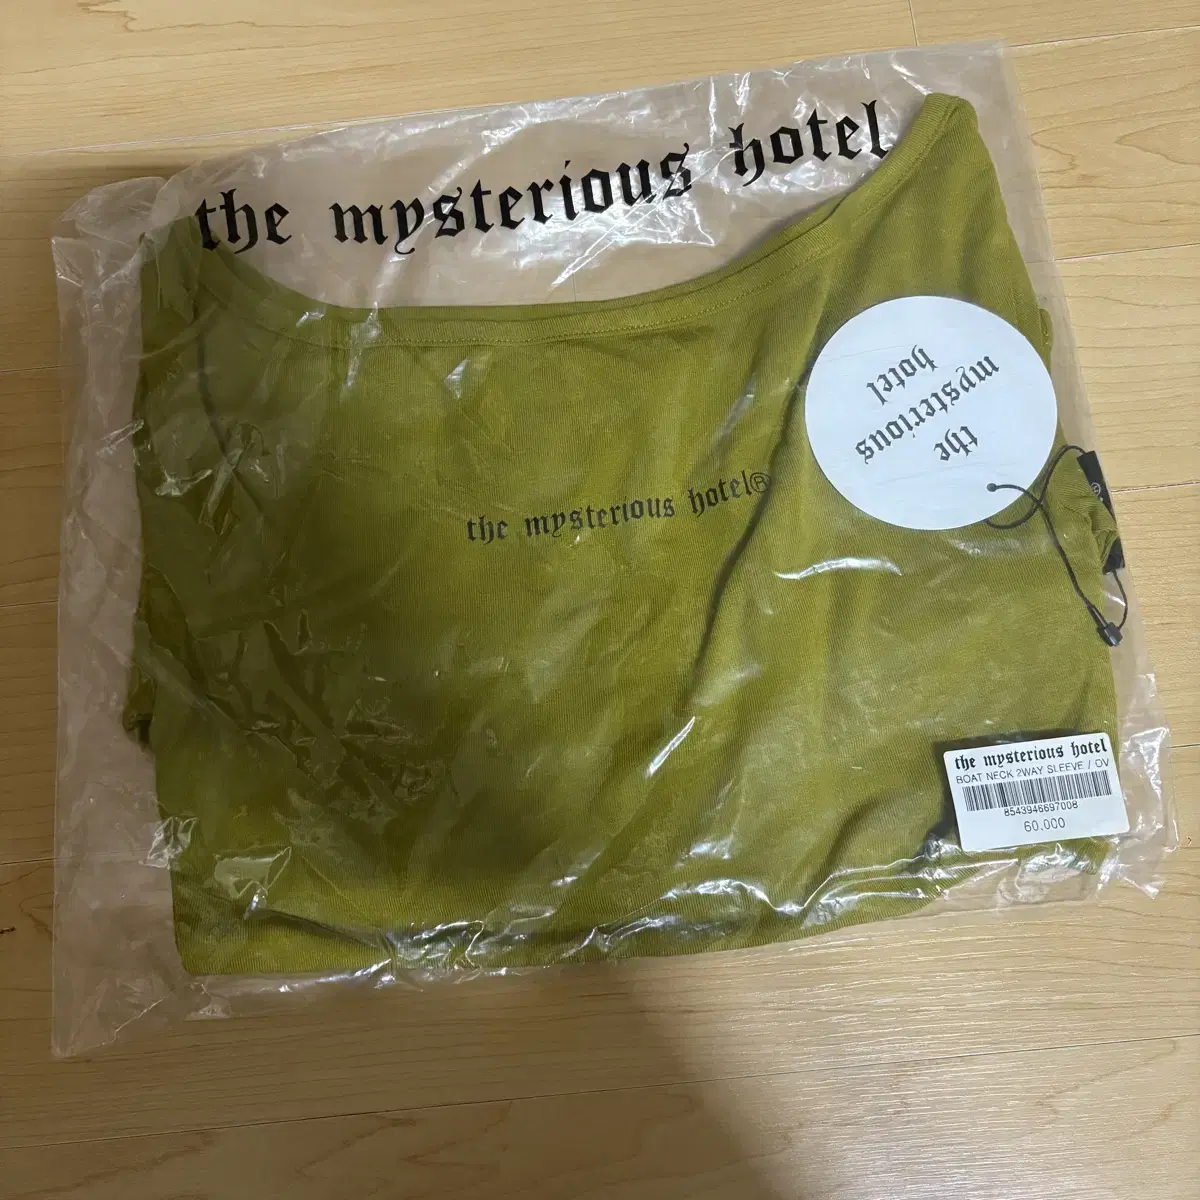 the mysterious hotel
the mysterious hotel®
the
mysterious
hotel
the mysterious hotel
BOAT NECK 2WAY SLEEVE / OV
8543946697008
60,000